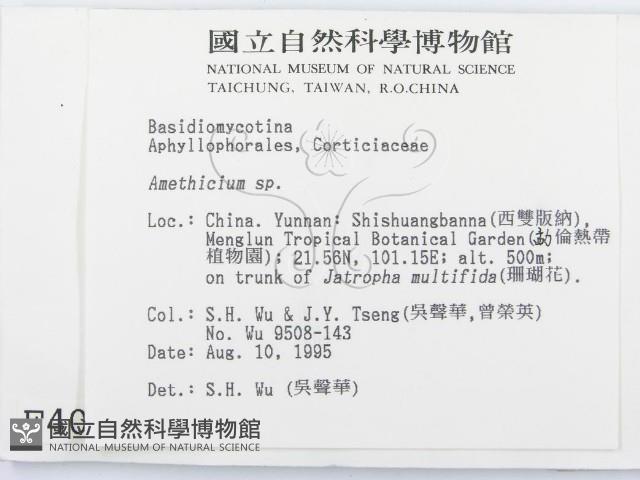 國立自然科學博物館
NATIONAL MUSEUM OF NATURAL SCIENCE
TAICHUNG, TAIWAN, R.O.CHINA
Basidiomycotina
Aphyllophorales, Corticiaceae
Amethicium sp.
Loc.: China. Yunnan: Shishuangbanna(西雙版納),
Menglun Tropical Botanical Garden(勐倫熱帶
植物園); 21.56N, 101.15E; alt. 500m;
on trunk of Jatropha multifida(珊瑚花).
Col.: S.H. Wu & J.Y. Tseng(吳聲華,曾榮英)
No. Wu 9508-143
Date: Aug. 10, 1995
Det.: S.H. Wu (吳聲華)
國立自然科學博物館
NATIONAL MUSEUM OF NATURAL SCIENCE